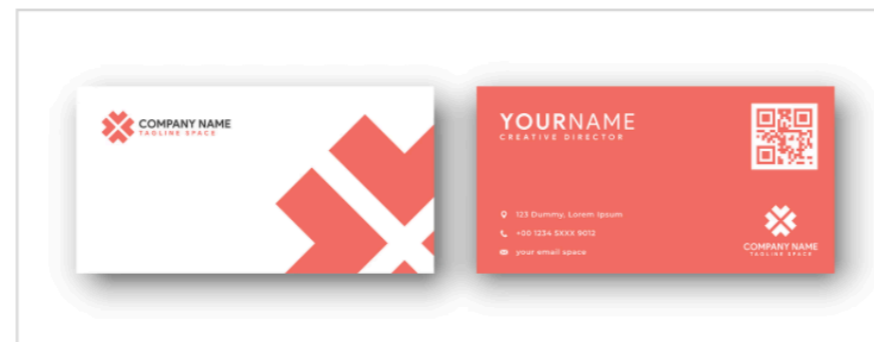 COMPANY NAME
TAGLINE SPACE
YOURNAME
CREATIVE DIRECTOR
123 Dummy, Lorem Ipsum
+00 1234 5XXX 9012
your email space
COMPANY NAME
TAGLINE SPACE